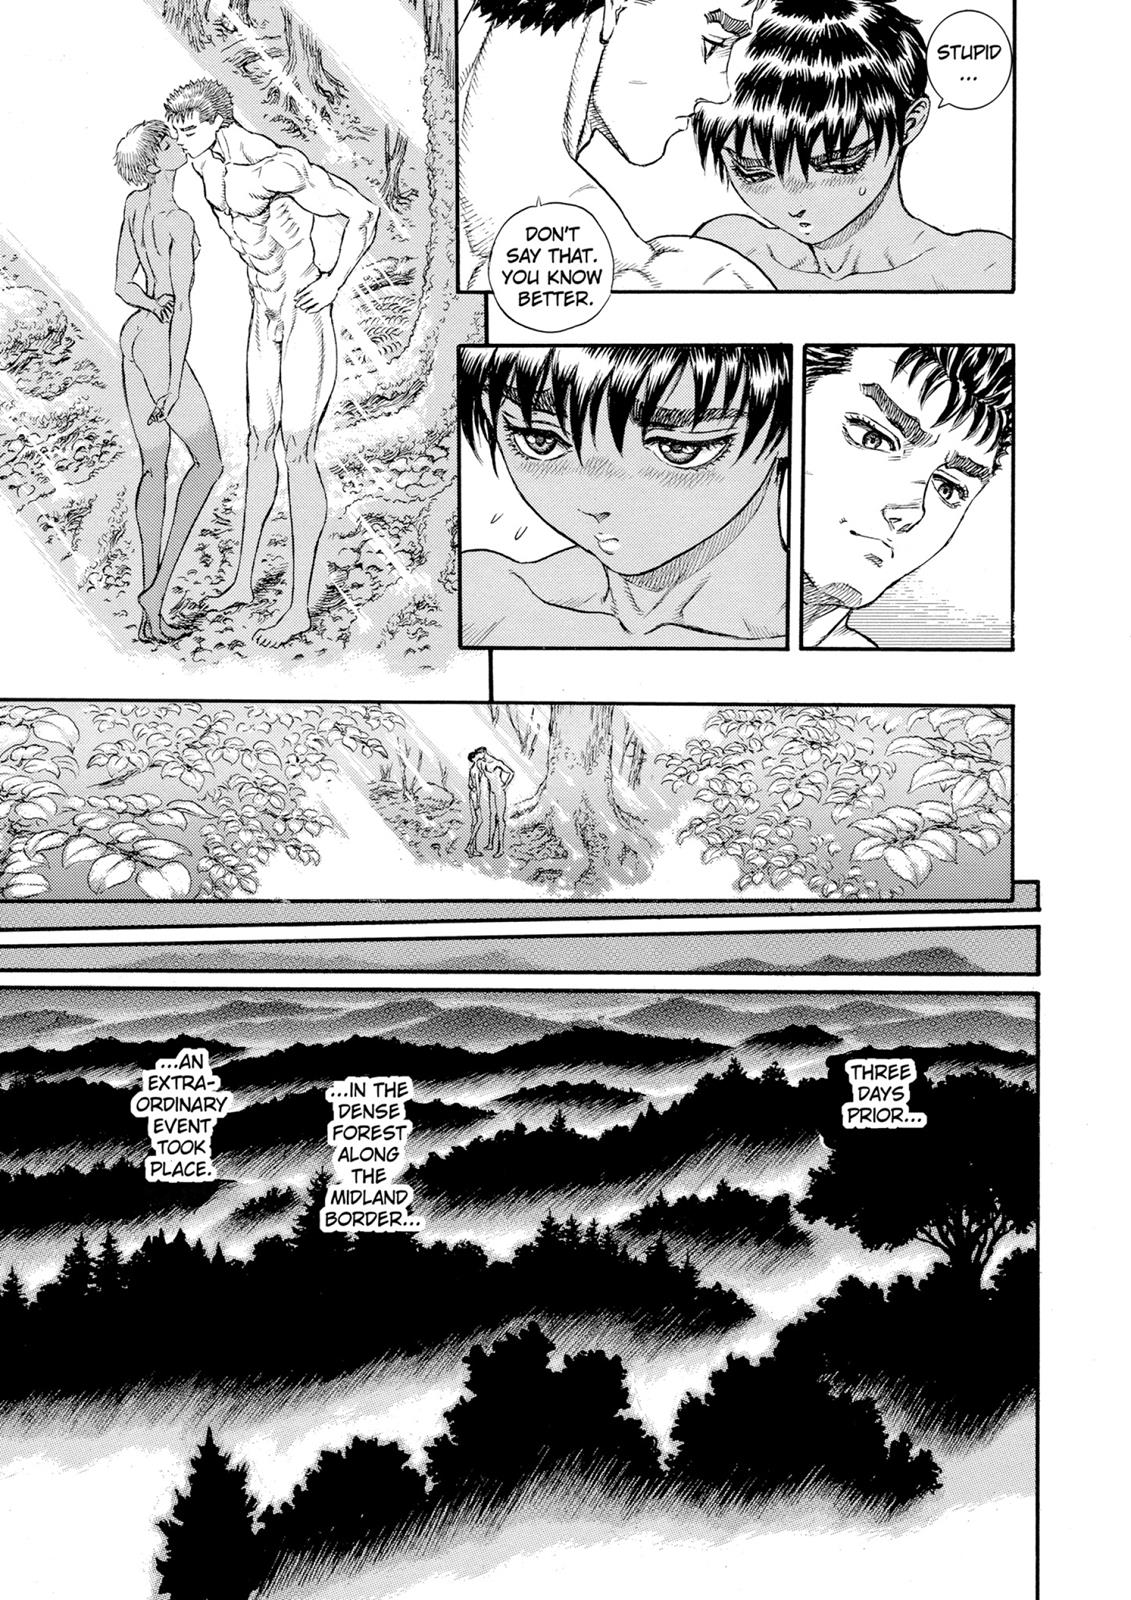 STUPID
...
DON'T
SAY THAT.
YOU KNOW
BETTER.
THREE
DAYS
PRIOR...
...IN THE
DENSE
FOREST
ALONG
THE
MIDLAND
BORDER...
...AN
EXTRA-
ORDINARY
EVENT
TOOK
PLACE.